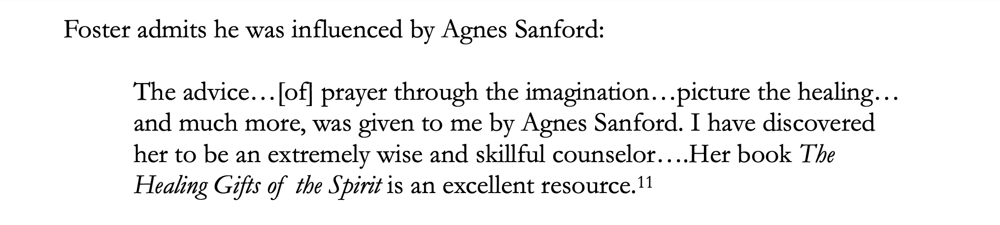 Foster admits he was influenced by Agnes Sanford:
The advice…[of] prayer through the imagination…picture the healing…
and much more, was given to me by Agnes Sanford. I have discovered
her to be an extremely wise and skillful counselor….Her book The
Healing Gifts of the Spirit is an excellent resource.11